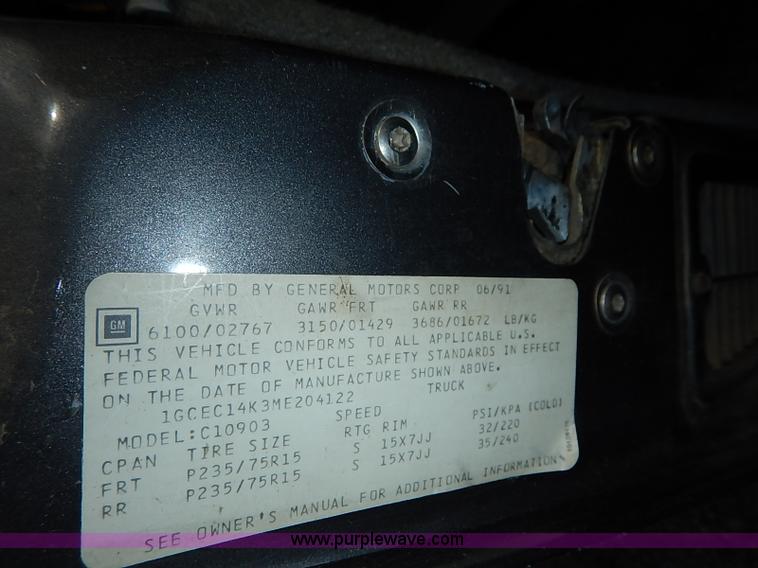 MFD BY GENERAL MOTORS CORP 06/91
GVWR GAWR FRT GAWR RR
GM
6100/02767 3150/01429 3686/01672 LB/KG
THIS VEHICLE CONFORMS TO ALL APPLICABLE U.S.
FEDERAL MOTOR VEHICLE SAFETY STANDARDS IN EFFECT
ON THE DATE OF MANUFACTURE SHOWN ABOVE.
1GCEC14K3ME204122 TRUCK
MODEL:C10903
SPEED PSI/KPA (COLD)
CPAN TIRE SIZE RTG RIM 32/220
FRT P235/75R15 S 15X7JJ 35/240
RR P235/75R15 S 15X7JJ
SEE OWNER'S MANUAL FOR ADDITIONAL INFORMATION
www.purplewave.com